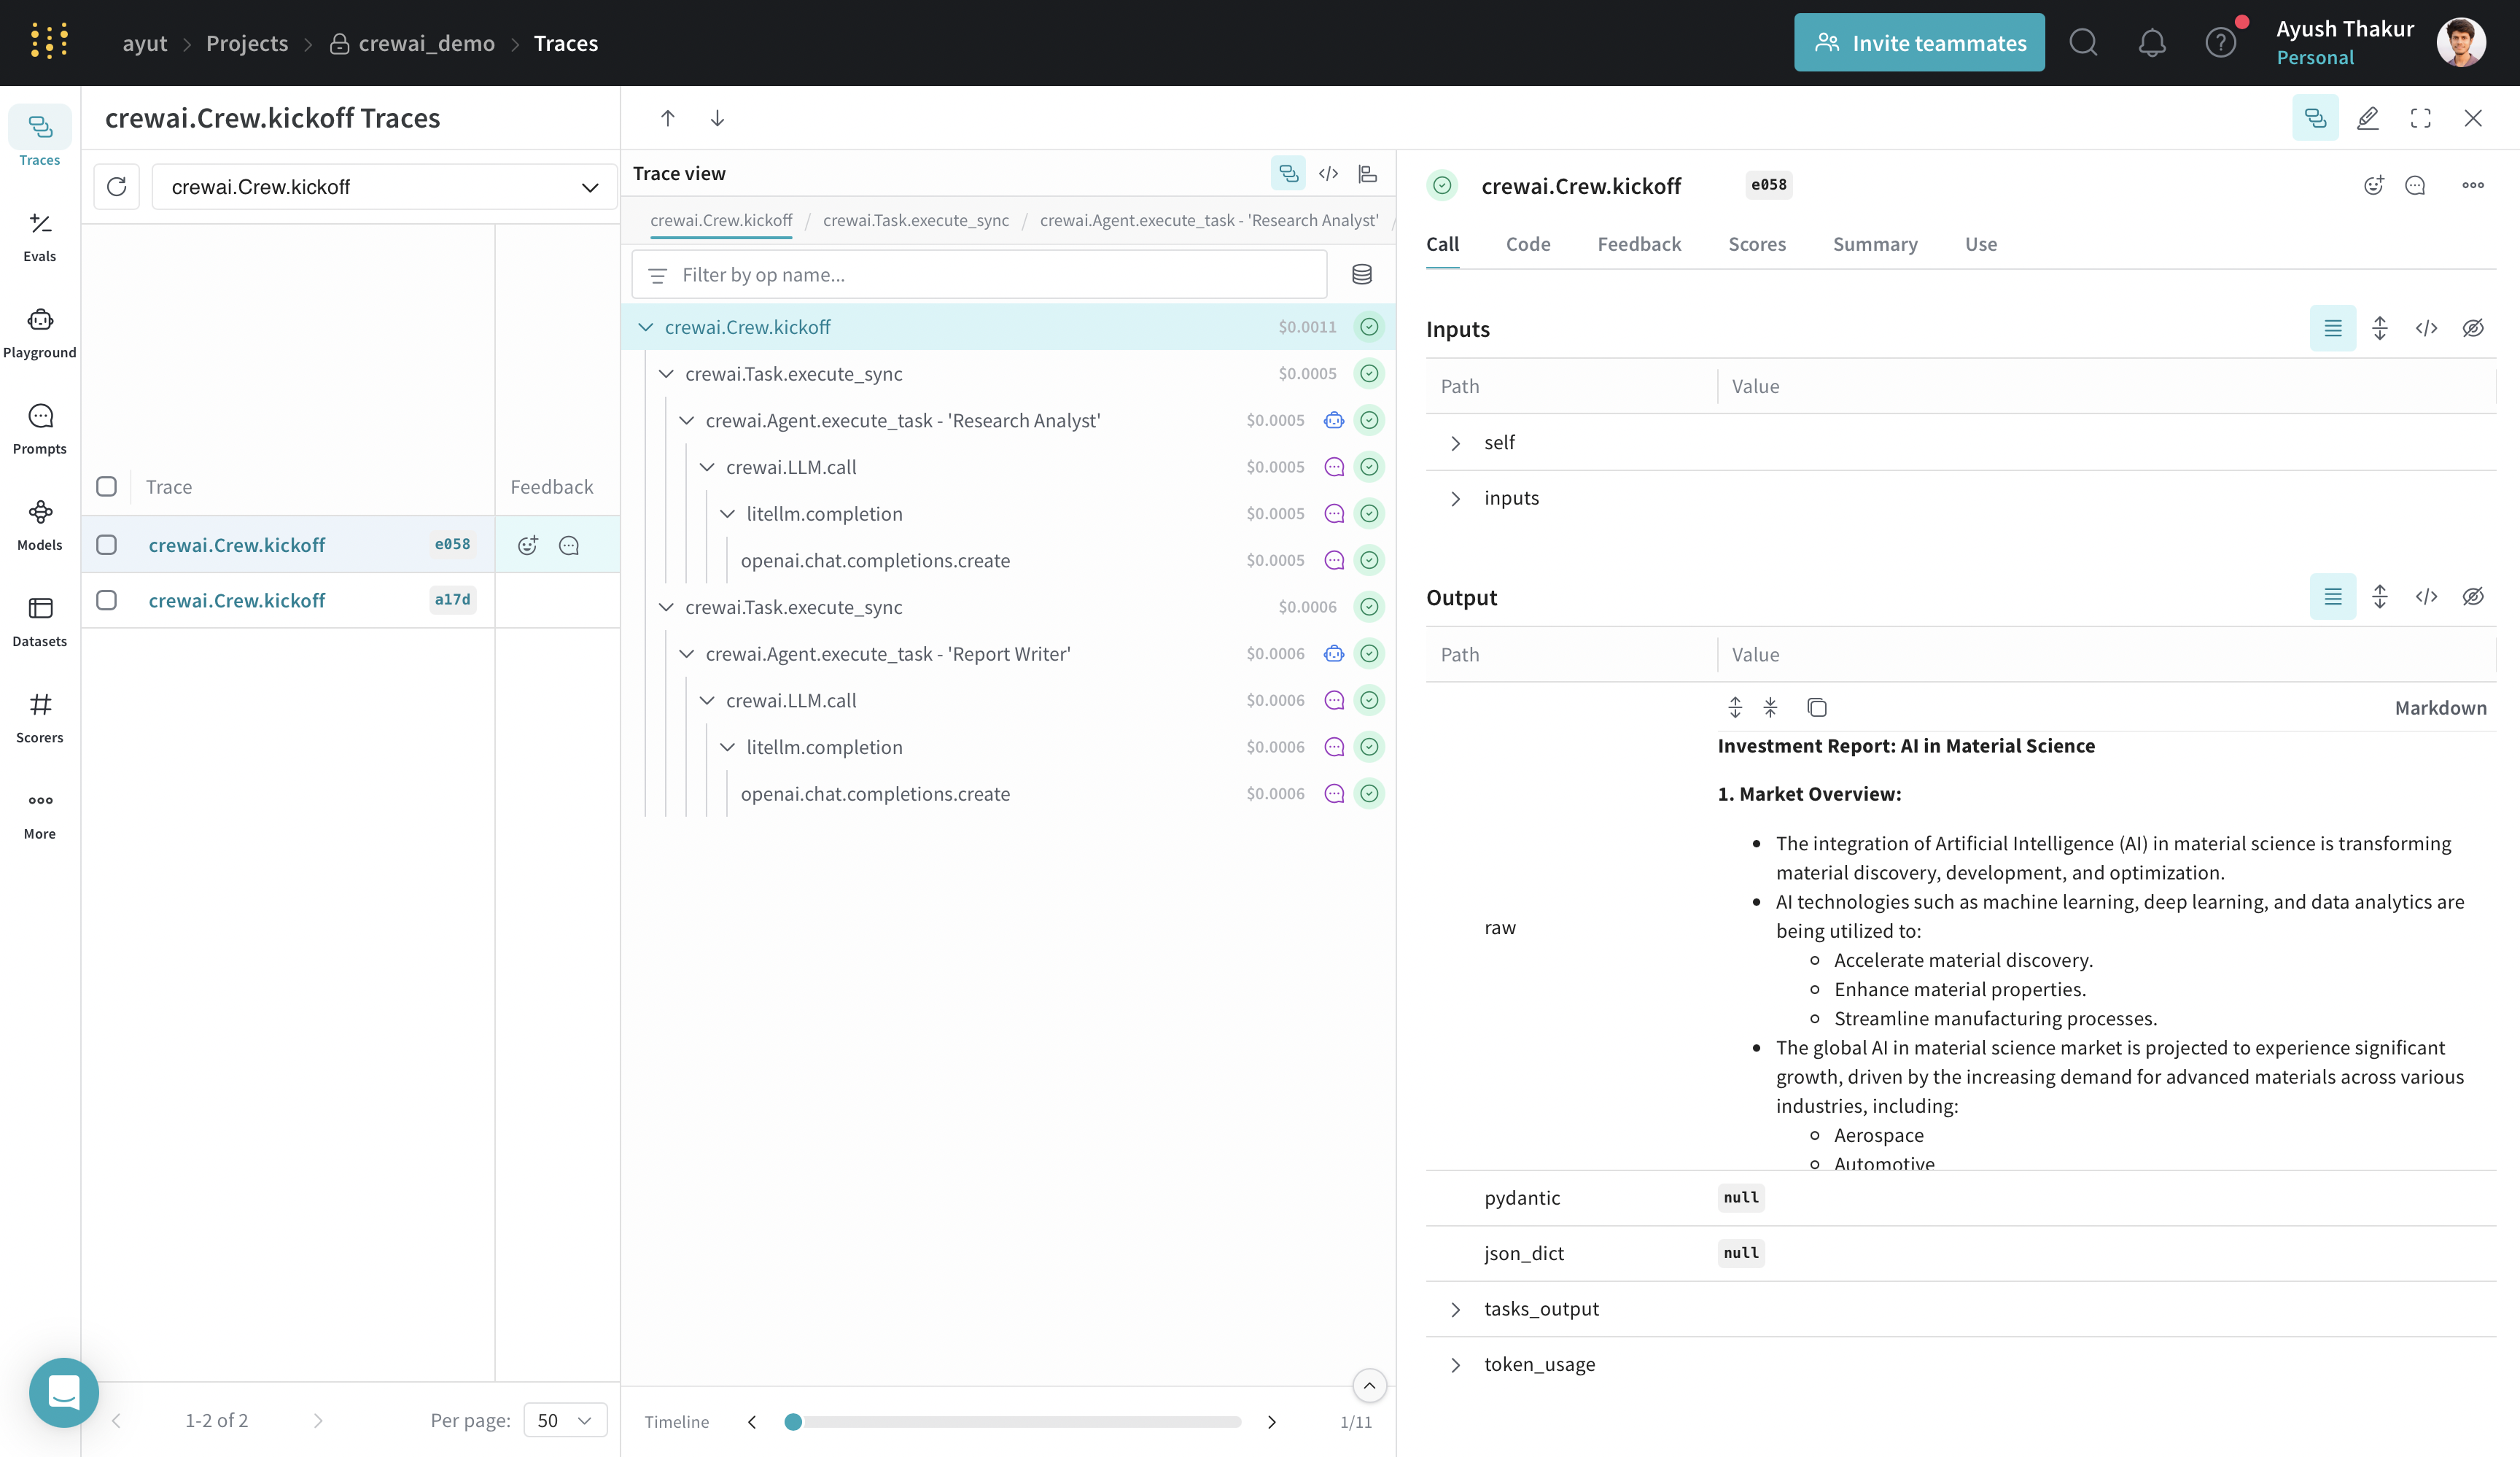 ayut
Projects
crewai_demo
Traces
Invite teammates
Ayush Thakur
Personal
Traces
Evals
Playground
Prompts
Models
Datasets
Scorers
More
crewai.Crew.kickoff Traces
crewai.Crew.kickoff
Trace
Feedback
crewai.Crew.kickoff e058
crewai.Crew.kickoff a17d
1-2 of 2
Per page: 50
Trace view
crewai.Crew.kickoff / crewai.Task.execute_sync / crewai.Agent.execute_task - 'Research Analyst' /
Filter by op name...
crewai.Crew.kickoff $0.0011
crewai.Task.execute_sync $0.0005
crewai.Agent.execute_task - 'Research Analyst' $0.0005
crewai.LLM.call $0.0005
litellm.completion $0.0005
openai.chat.completions.create $0.0005
crewai.Task.execute_sync $0.0006
crewai.Agent.execute_task - 'Report Writer' $0.0006
crewai.LLM.call $0.0006
litellm.completion $0.0006
openai.chat.completions.create $0.0006
Timeline
1/11
crewai.Crew.kickoff e058
Call Code Feedback Scores Summary Use
Inputs
Path Value
self
inputs
Output
Path Value
Markdown
raw
Investment Report: AI in Material Science
1. Market Overview:
• The integration of Artificial Intelligence (AI) in material science is transforming
material discovery, development, and optimization.
• AI technologies such as machine learning, deep learning, and data analytics are
being utilized to:
Accelerate material discovery.
Enhance material properties.
Streamline manufacturing processes.
• The global AI in material science market is projected to experience significant
growth, driven by the increasing demand for advanced materials across various
industries, including:
Aerospace
Automotive
pydantic null
json_dict null
tasks_output
token_usage